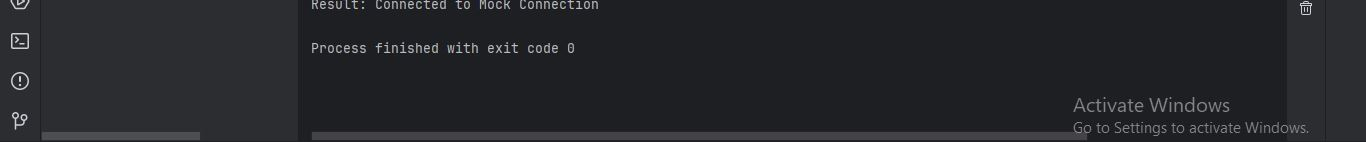 Result: Connected to Mock Connection
Process finished with exit code 0
Activate Windows
Go to Settings to activate Windows.